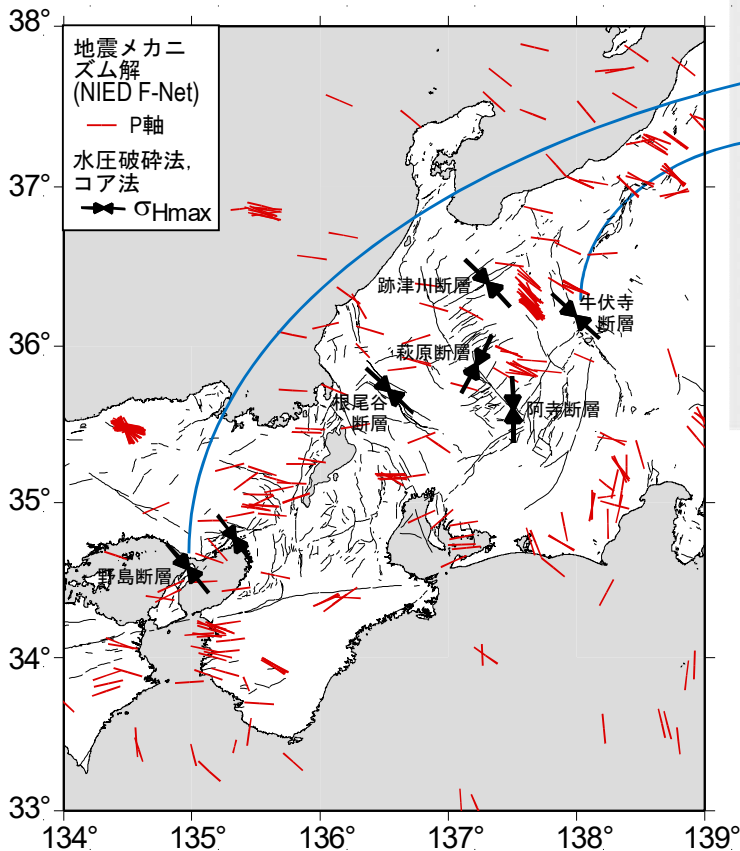 38°
地震メカニ
ズム解
(NIED F-Net)
P軸
水圧破砕法,
コア法
σHmax
37°
跡津川断層
牛伏寺
断層
36°
萩原断層
根尾谷
断層
阿寺断層
35°
野島断層
34°
33°
134°
135°
136°
137°
138°
139°